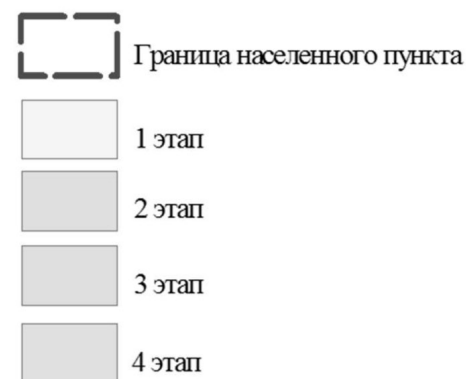 Граница населенного пункта
1 этап
2 этап
3 этап
4 этап